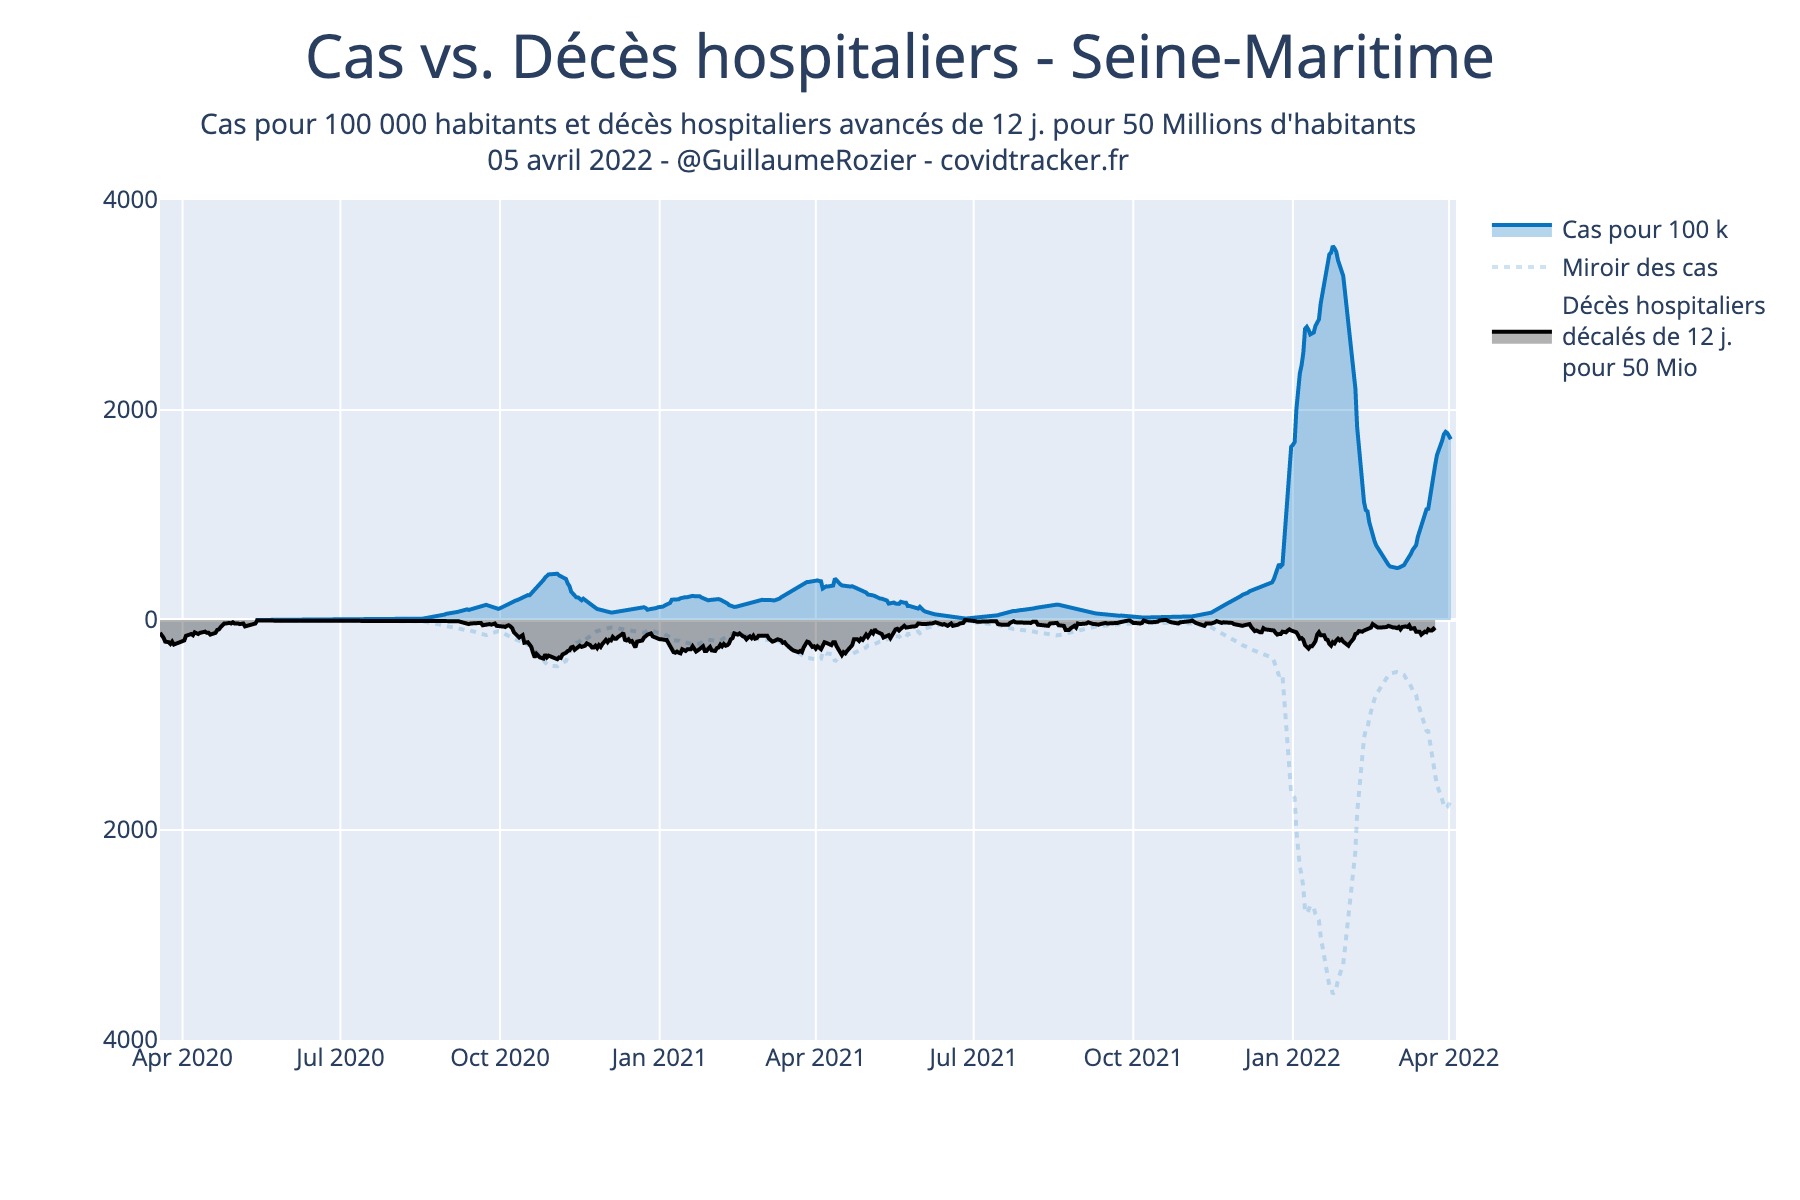 Cas vs. Décès hospitaliers - Seine-Maritime
Cas pour 100 000 habitants et décès hospitaliers avancés de 12 j. pour 50 Millions d'habitants
05 avril 2022 - @GuillaumeRozier - covidtracker.fr
4000
2000
0
2000
4000
Apr 2020
Jul 2020
Oct 2020
Jan 2021
Apr 2021
Jul 2021
Oct 2021
Jan 2022
Apr 2022
Cas pour 100 k
Miroir des cas
Décès hospitaliers
décalés de 12 j.
pour 50 Mio